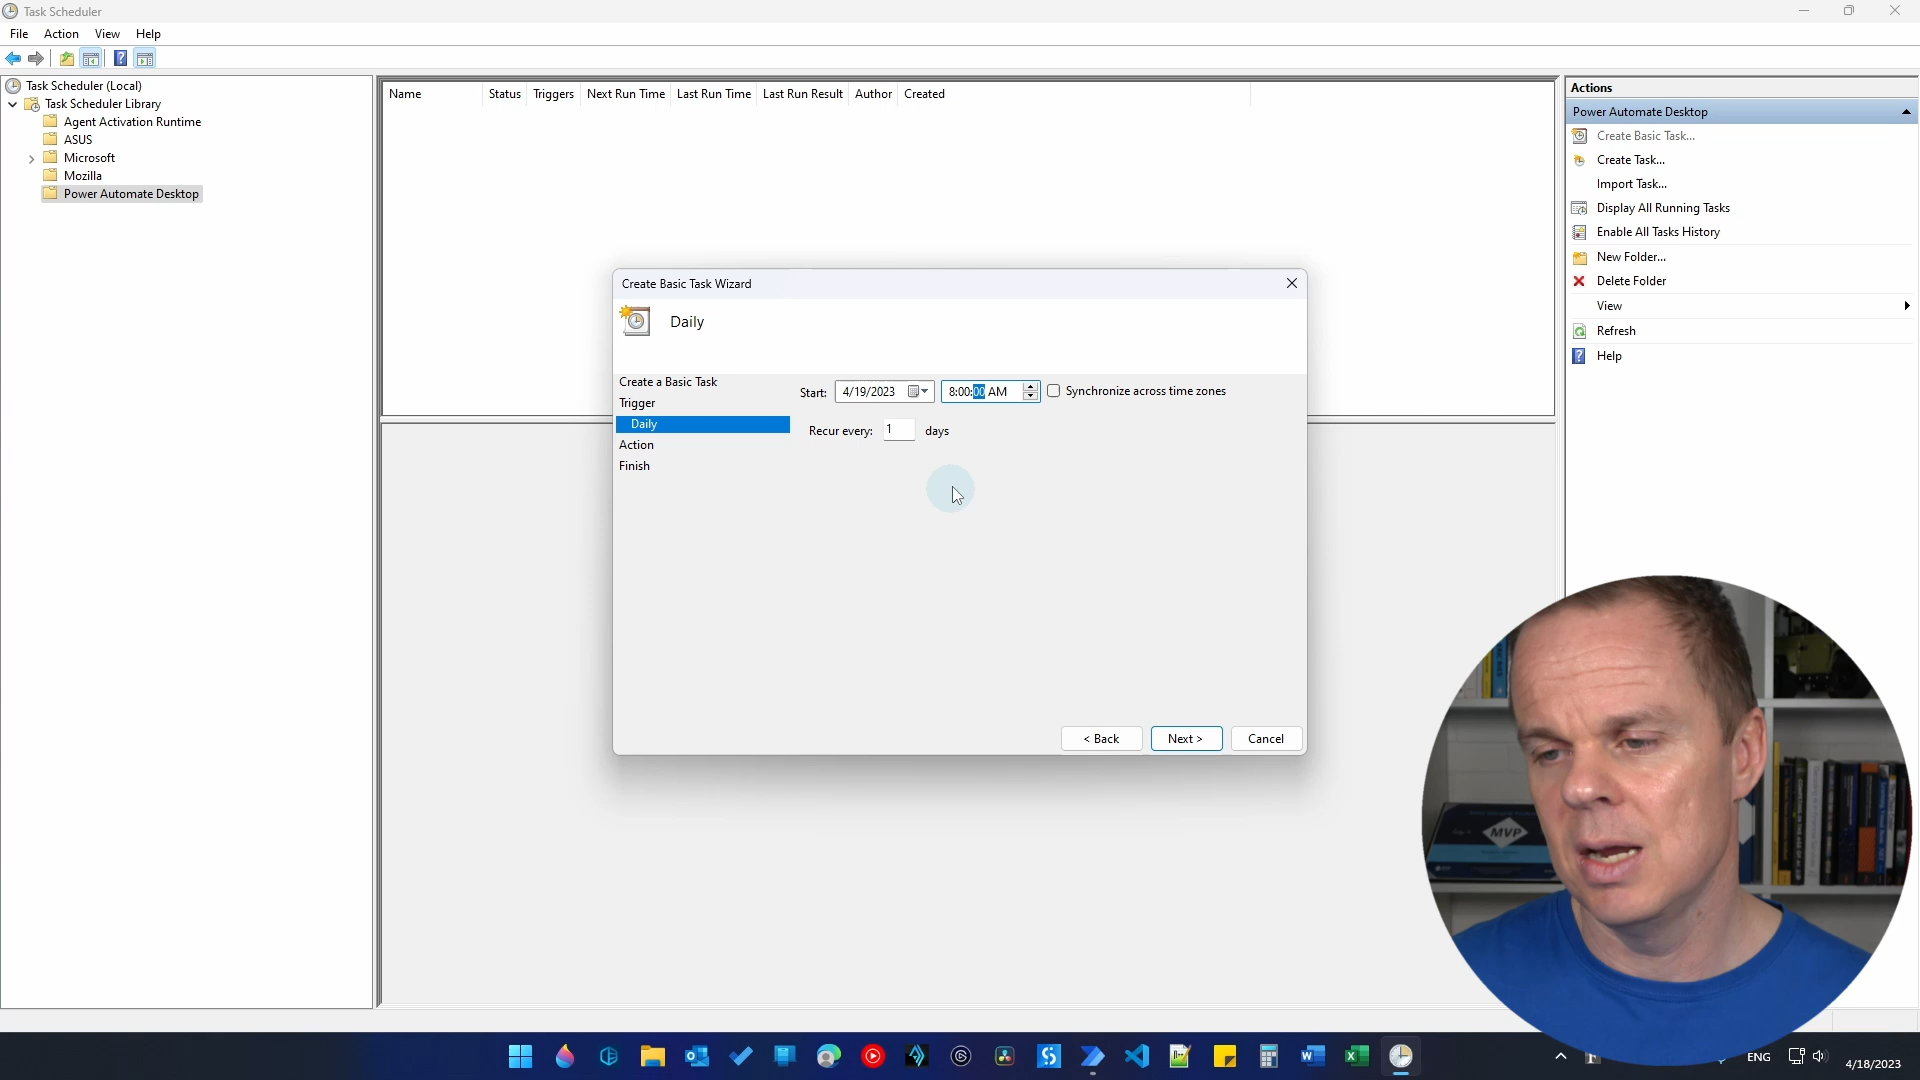 Task Scheduler
File Action View Help
Task Scheduler (Local)
Task Scheduler Library
Agent Activation Runtime
ASUS
Microsoft
Mozilla
Power Automate Desktop
Name Status Triggers Next Run Time Last Run Time Last Run Result Author Created
Actions
Power Automate Desktop
Create Basic Task...
Create Task...
Import Task...
Display All Running Tasks
Enable All Tasks History
New Folder...
Delete Folder
View
Refresh
Help
Create Basic Task Wizard
Daily
Create a Basic Task
Trigger
Daily
Action
Finish
Start: 4/19/2023 8:00:00 AM Synchronize across time zones
Recur every: 1 days
< Back Next > Cancel
MVP
ENG
4/18/2023